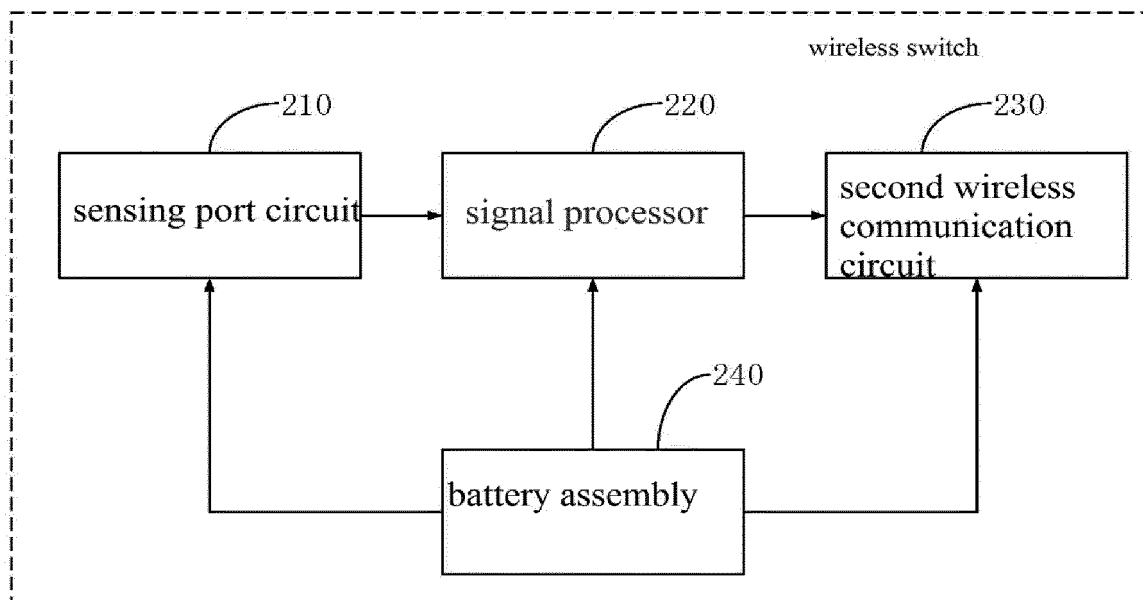 wireless switch
210
220
230
sensing port circuit
signal processor
second wireless
communication
circuit
240
battery assembly